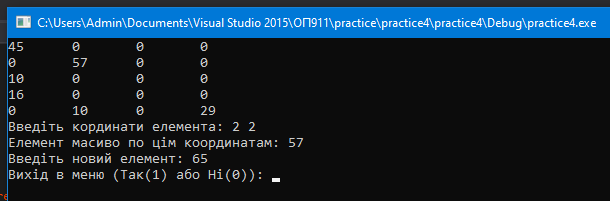 C:\Users\Admin\Documents\Visual Studio 2015\ОП911\practice\practice4\practice4\Debug\practice4.exe
45 0 0 0
0 57 0 0
10 0 0 0
16 0 0 0
0 10 0 29
Введіть кординати елемента: 2 2
Елемент масиво по цім координатам: 57
Введіть новий елемент: 65
Вихід в меню (Так(1) або Ні(0)):